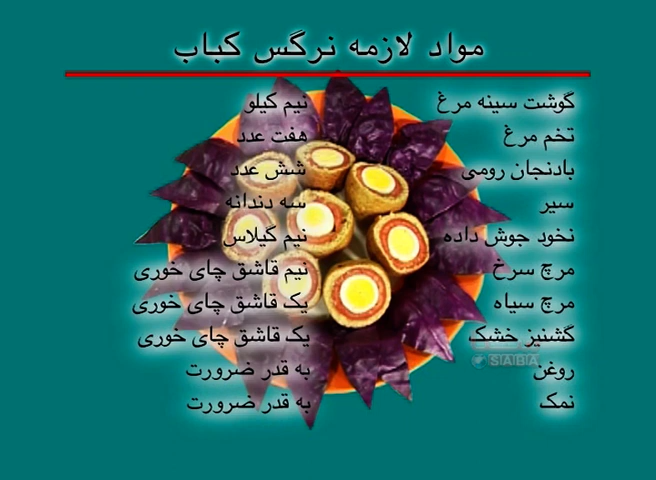 مواد لازمه نرگس کباب
گوشت سینه مرغ نیم کیلو
تخم مرغ هفت عدد
بادنجان رومی شش عدد
سیر سه دندانه
نخود جوش داده نیم گیلاس
مرچ سرخ نیم قاشق چای خوری
مرچ سیاه یک قاشق چای خوری
گشنیز خشک یک قاشق چای خوری
روغن به قدر ضرورت
نمک به قدر ضرورت
SABA